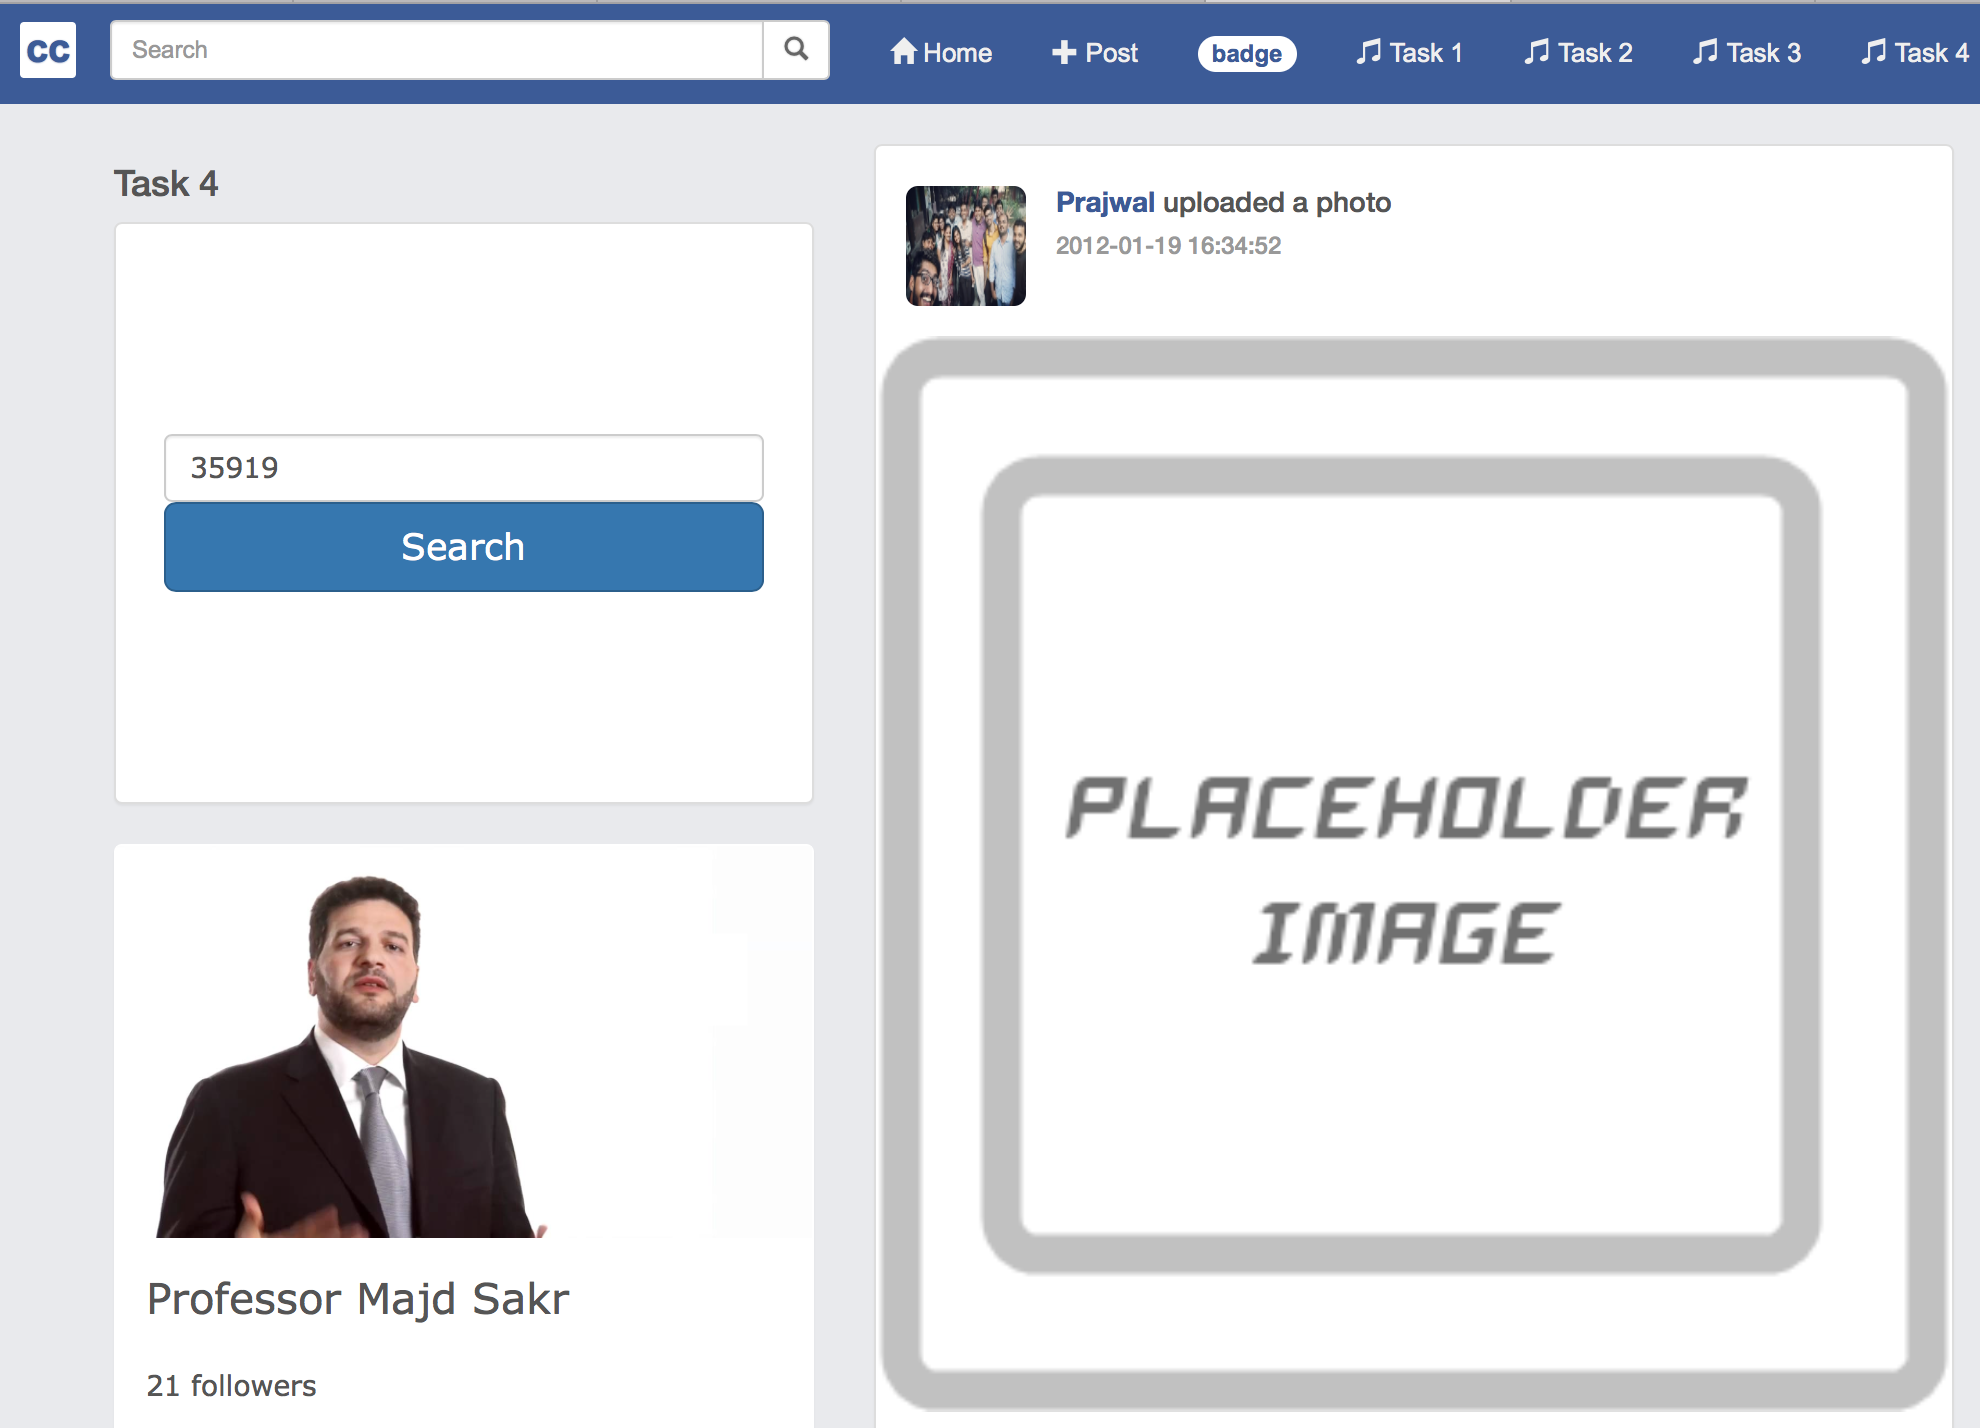 cc
Search
Home
Post
badge
Task 1
Task 2
Task 3
Task 4
Task 4
35919
Search
Professor Majd Sakr
21 followers
Prajwal uploaded a photo
2012-01-19 16:34:52
PLACEHOLDER
IMAGE